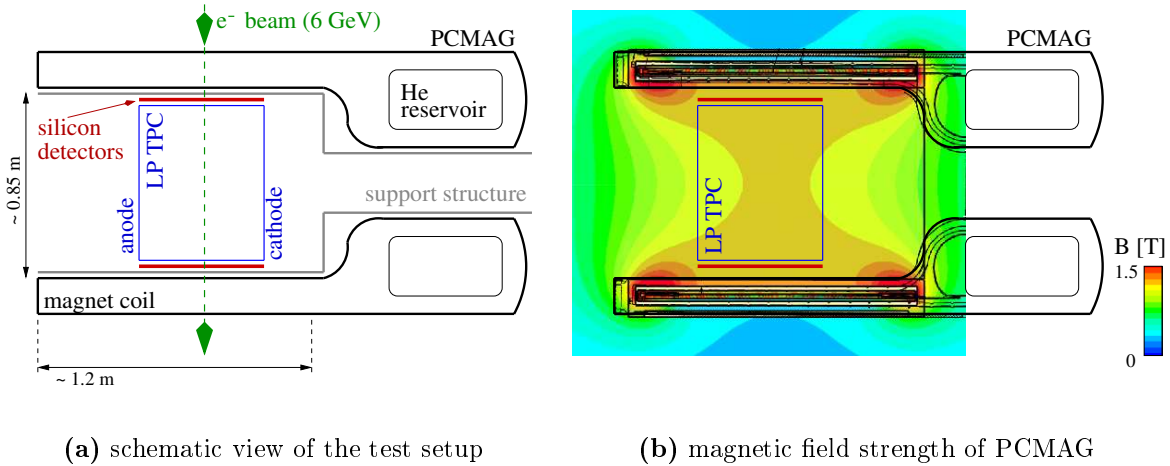 e⁻ beam (6 GeV)
PCMAG
He
reservoir
silicon
detectors
LP TPC
~ 0.85 m
anode
cathode
support structure
magnet coil
~ 1.2 m
PCMAG
LP TPC
B [T]
1.5
0
(a) schematic view of the test setup
(b) magnetic field strength of PCMAG